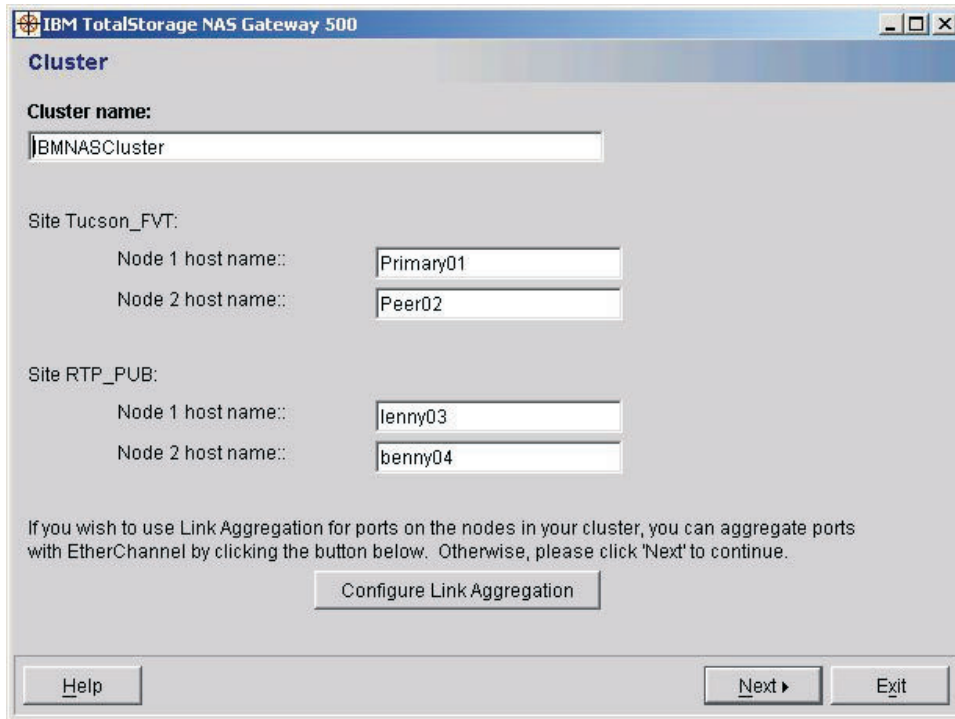 IBM TotalStorage NAS Gateway 500
Cluster
Cluster name:
IBMNASCluster
Site Tucson_FVT:
Node 1 host name::
Primary01
Node 2 host name::
Peer02
Site RTP_PUB:
Node 1 host name::
lenny03
Node 2 host name::
benny04
If you wish to use Link Aggregation for ports on the nodes in your cluster, you can aggregate ports
with EtherChannel by clicking the button below.  Otherwise, please click 'Next' to continue.
Configure Link Aggregation
Help
Next
Exit